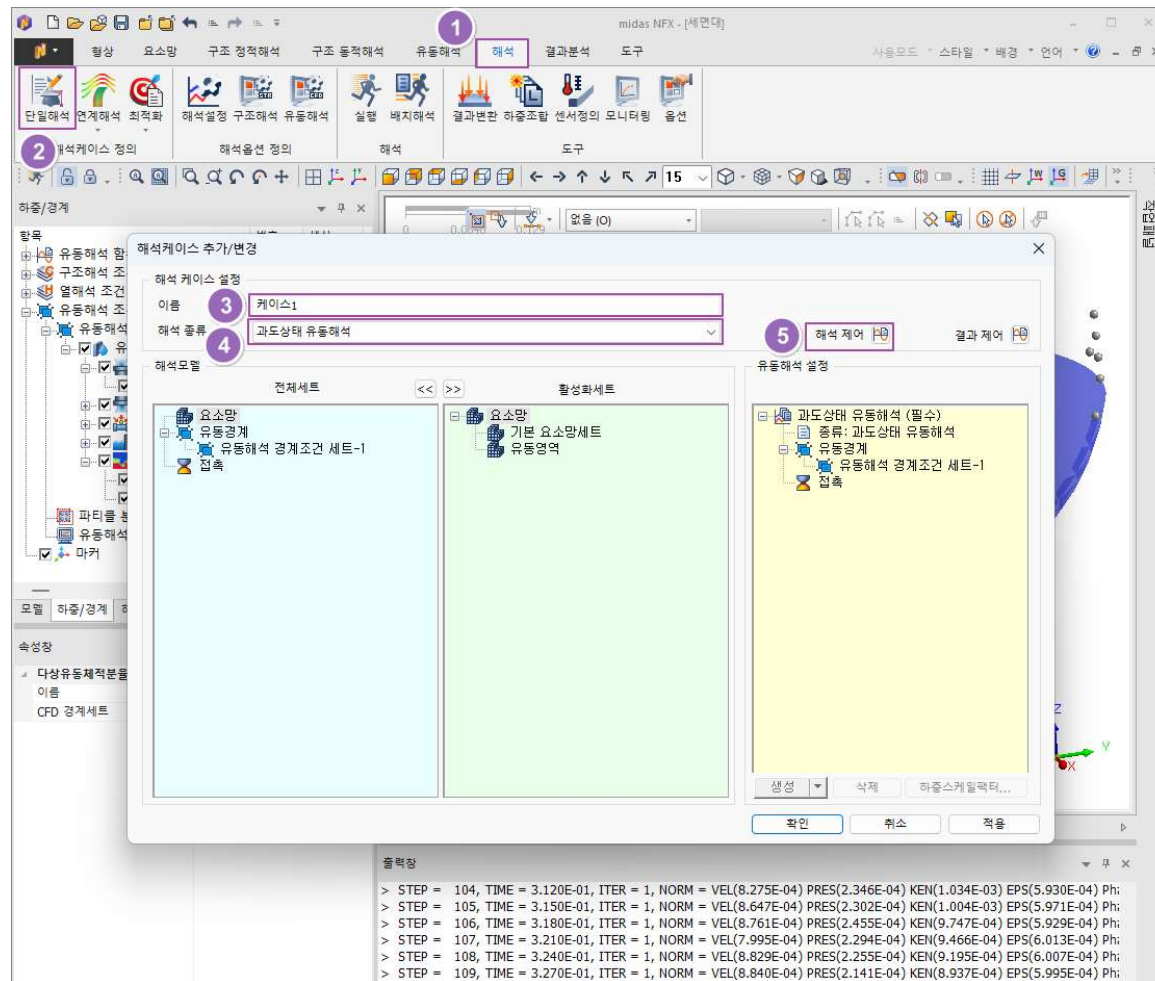 midas NFX - [세면대]
1
형상 요소망 구조 정적해석 구조 동적해석 유동해석 해석 결과분석 도구
사용모드 스타일 배경 언어
단일해석 연계해석 최적화 해석설정 구조해석 유동해석 실행 배치해석 결과변환 하중조합 센서정의 모니터링 옵션
2
해석케이스 정의 해석옵션 정의 해석 도구
15
하중/경계
항목
없음 (O)
작업패널
유동해석 함
구조해석 조
열해석 조건
유동해석 조
유동해석
유
파티클 분
유동해석
마커
모델 하중/경계
속성창
다상유동체적분율
이름
CFD 경계세트
해석케이스 추가/변경
해석 케이스 설정
이름 3 케이스1
해석 종류 4 과도상태 유동해석
5 해석 제어 결과 제어
해석모델
전체세트 << >> 활성화세트
요소망
유동경계
유동해석 경계조건 세트-1
접촉
요소망
기본 요소망세트
유동영역
유동해석 설정
과도상태 유동해석 (필수)
종류: 과도상태 유동해석
유동경계
유동해석 경계조건 세트-1
접촉
생성 삭제 하중스케일팩터...
확인 취소 적용
Z
Y
X
출력창
> STEP = 104, TIME = 3.120E-01, ITER = 1, NORM = VEL(8.275E-04) PRES(2.346E-04) KEN(1.034E-03) EPS(5.930E-04) Pha
> STEP = 105, TIME = 3.150E-01, ITER = 1, NORM = VEL(8.647E-04) PRES(2.302E-04) KEN(1.004E-03) EPS(5.971E-04) Pha
> STEP = 106, TIME = 3.180E-01, ITER = 1, NORM = VEL(8.761E-04) PRES(2.455E-04) KEN(9.747E-04) EPS(5.929E-04) Pha
> STEP = 107, TIME = 3.210E-01, ITER = 1, NORM = VEL(7.995E-04) PRES(2.294E-04) KEN(9.466E-04) EPS(6.013E-04) Pha
> STEP = 108, TIME = 3.240E-01, ITER = 1, NORM = VEL(8.829E-04) PRES(2.255E-04) KEN(9.195E-04) EPS(6.007E-04) Pha
> STEP = 109, TIME = 3.270E-01, ITER = 1, NORM = VEL(8.840E-04) PRES(2.141E-04) KEN(8.937E-04) EPS(5.995E-04) Pha